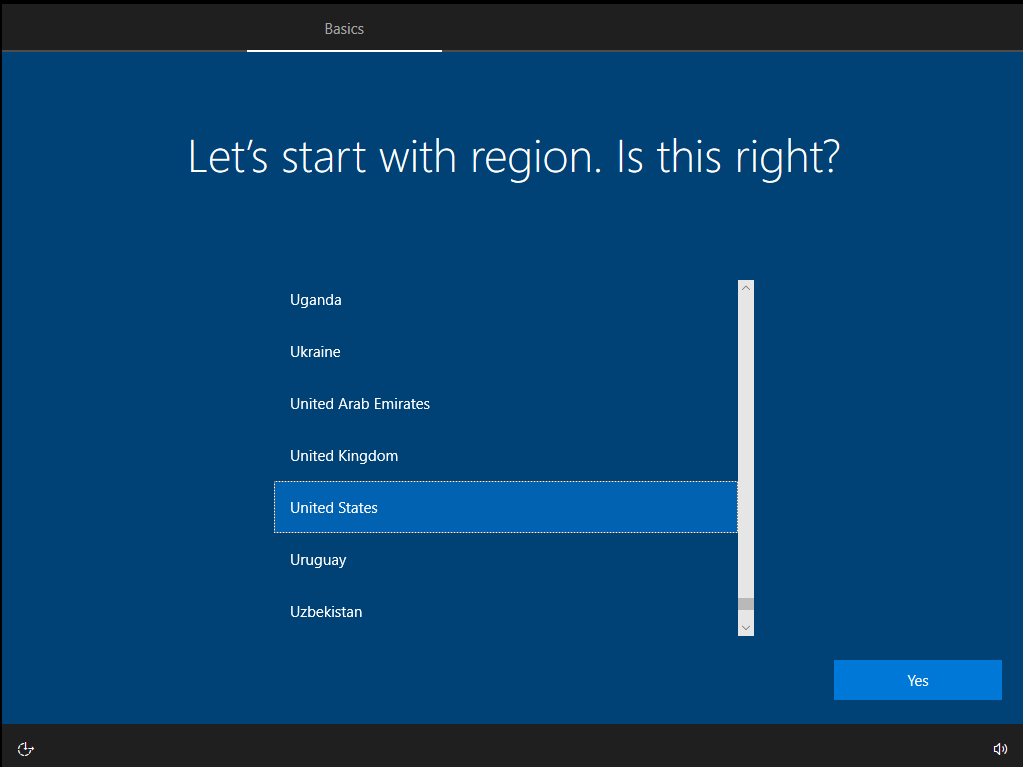 Basics
Let’s start with region. Is this right?
Uganda
Ukraine
United Arab Emirates
United Kingdom
United States
Uruguay
Uzbekistan
Yes